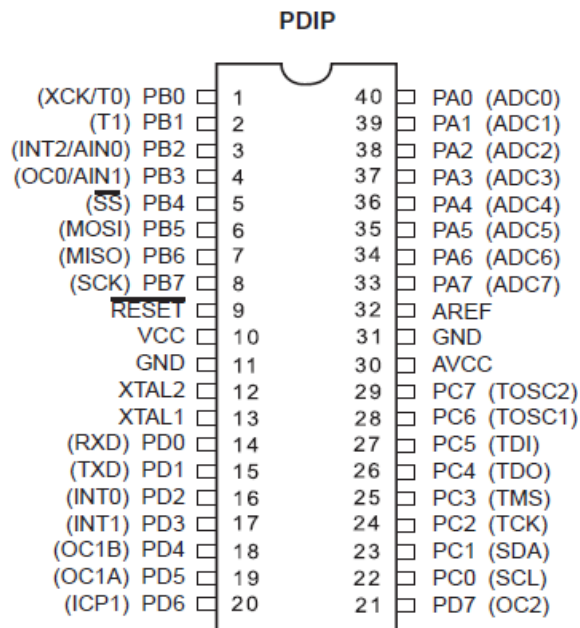 PDIP
(XCK/T0) PB0 1 40 PA0 (ADC0)
(T1) PB1 2 39 PA1 (ADC1)
(INT2/AIN0) PB2 3 38 PA2 (ADC2)
(OC0/AIN1) PB3 4 37 PA3 (ADC3)
(SS) PB4 5 36 PA4 (ADC4)
(MOSI) PB5 6 35 PA5 (ADC5)
(MISO) PB6 7 34 PA6 (ADC6)
(SCK) PB7 8 33 PA7 (ADC7)
RESET 9 32 AREF
VCC 10 31 GND
GND 11 30 AVCC
XTAL2 12 29 PC7 (TOSC2)
XTAL1 13 28 PC6 (TOSC1)
(RXD) PD0 14 27 PC5 (TDI)
(TXD) PD1 15 26 PC4 (TDO)
(INT0) PD2 16 25 PC3 (TMS)
(INT1) PD3 17 24 PC2 (TCK)
(OC1B) PD4 18 23 PC1 (SDA)
(OC1A) PD5 19 22 PC0 (SCL)
(ICP1) PD6 20 21 PD7 (OC2)